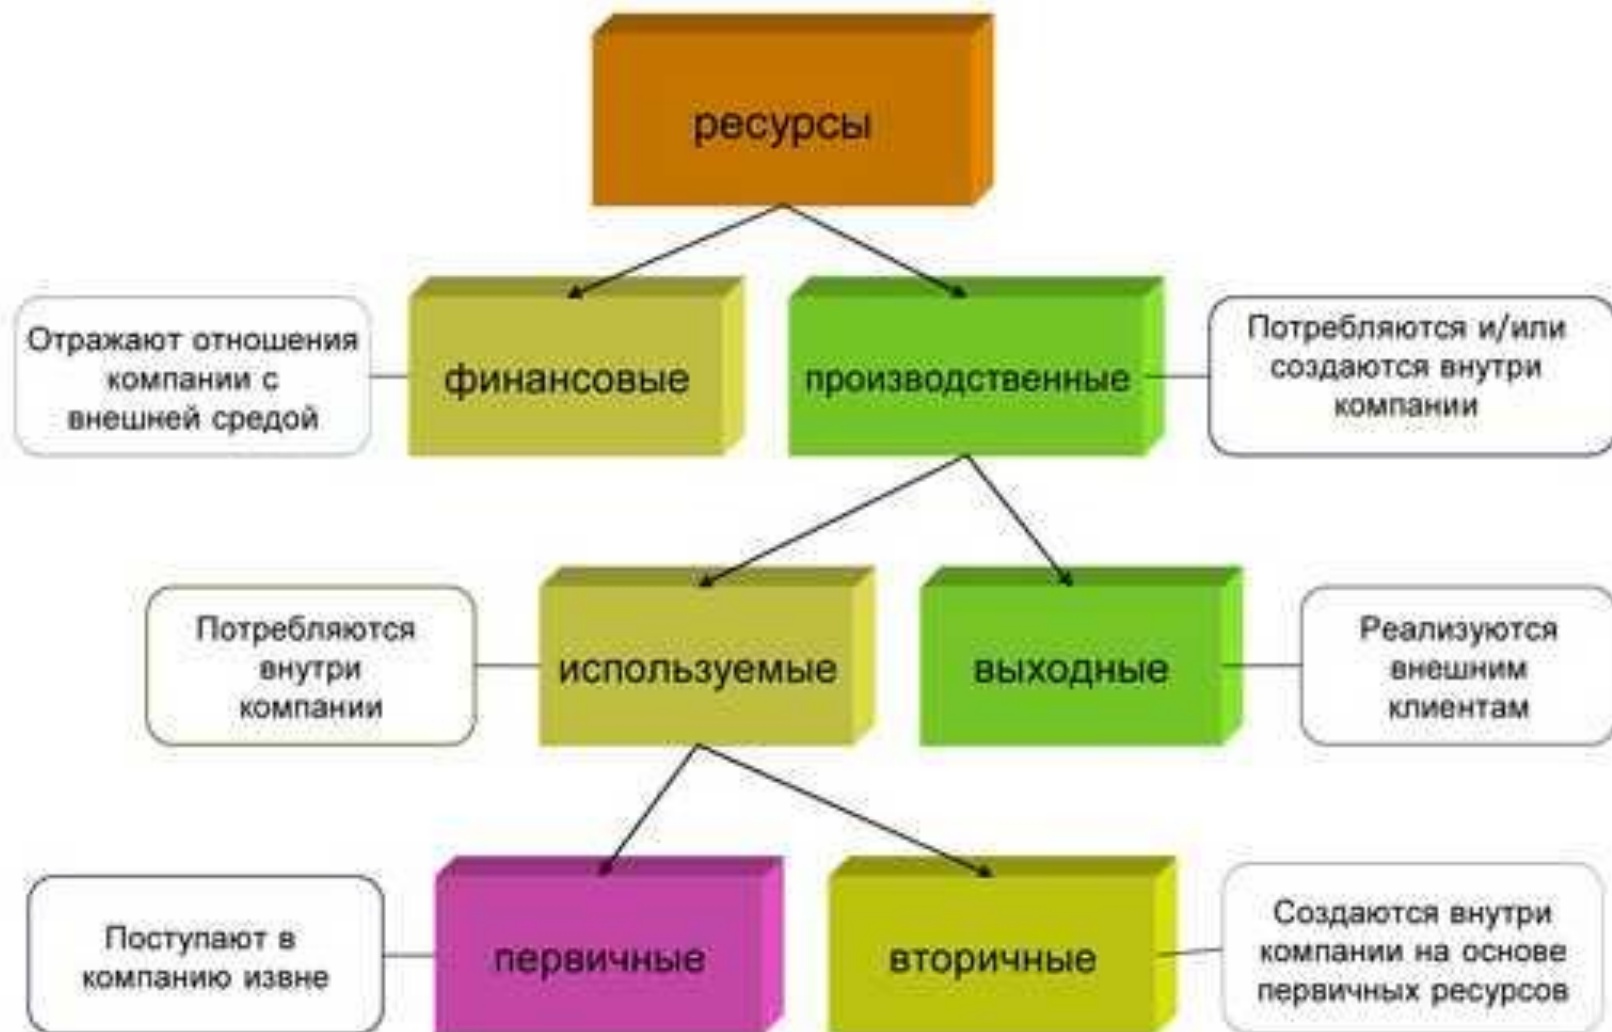 ресурсы
Отражают отношения
компании с
внешней средой
финансовые
производственные
Потребляются и/или
создаются внутри
компании
Потребляются
внутри
компании
используемые
выходные
Реализуются
внешним
клиентам
Поступают в
компанию извне
первичные
вторичные
Создаются внутри
компании на основе
первичных ресурсов